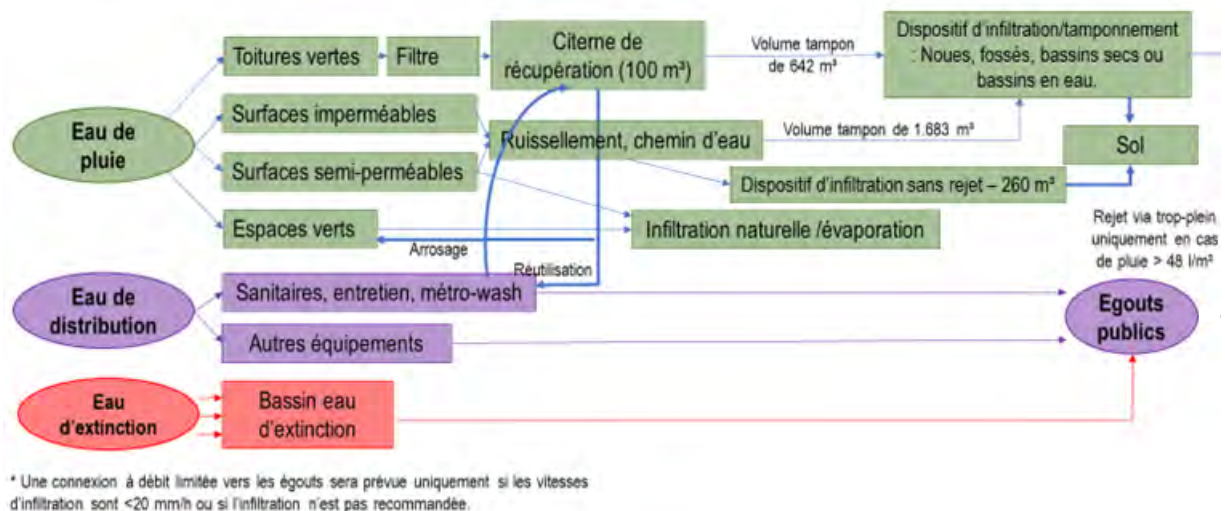 Toitures vertes
Filtre
Citerne de
récupération (100 m³)
Volume tampon
de 642 m³
Dispositif d'infiltration/tamponnement
: Noues, fossés, bassins secs ou
bassins en eau.
Eau de
pluie
Surfaces imperméables
Ruissellement, chemin d'eau
Volume tampon de 1.683 m³
Sol
Surfaces semi-perméables
Dispositif d'infiltration sans rejet – 260 m³
Espaces verts
Arrosage
Infiltration naturelle /évaporation
Rejet via trop-plein
uniquement en cas
de pluie > 48 l/m²
Réutilisation
Eau de
distribution
Sanitaires, entretien, métro-wash
Autres équipements
Egouts
publics
Eau
d'extinction
Bassin eau
d'extinction
* Une connexion à débit limitée vers les égouts sera prévue uniquement si les vitesses
d'infiltration sont <20 mm/h ou si l'infiltration n'est pas recommandée.